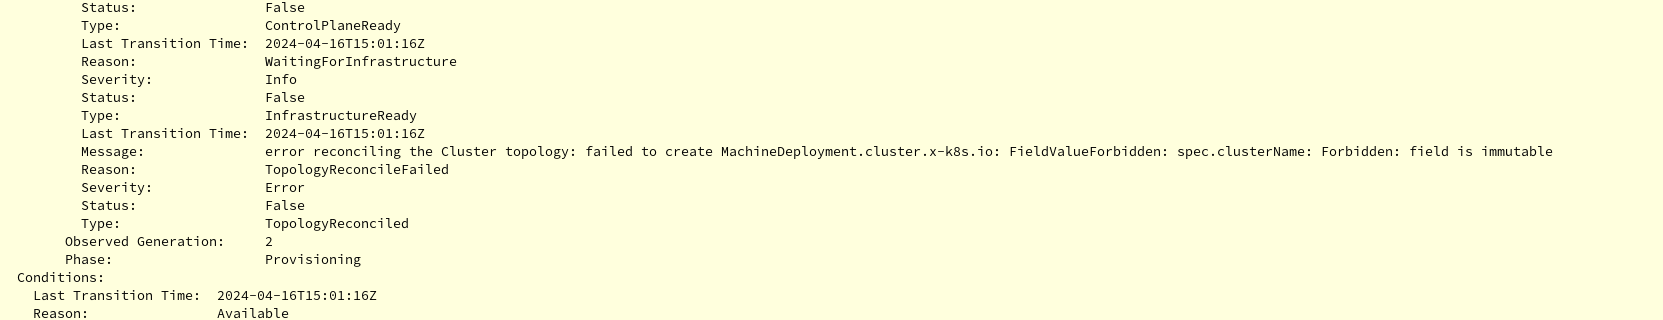 Status: False
Type: ControlPlaneReady
Last Transition Time: 2024-04-16T15:01:16Z
Reason: WaitingForInfrastructure
Severity: Info
Status: False
Type: InfrastructureReady
Last Transition Time: 2024-04-16T15:01:16Z
Message: error reconciling the Cluster topology: failed to create MachineDeployment.cluster.x-k8s.io: FieldValueForbidden: spec.clusterName: Forbidden: field is immutable
Reason: TopologyReconcileFailed
Severity: Error
Status: False
Type: TopologyReconciled
Observed Generation: 2
Phase: Provisioning
Conditions:
Last Transition Time: 2024-04-16T15:01:16Z
Reason: Available